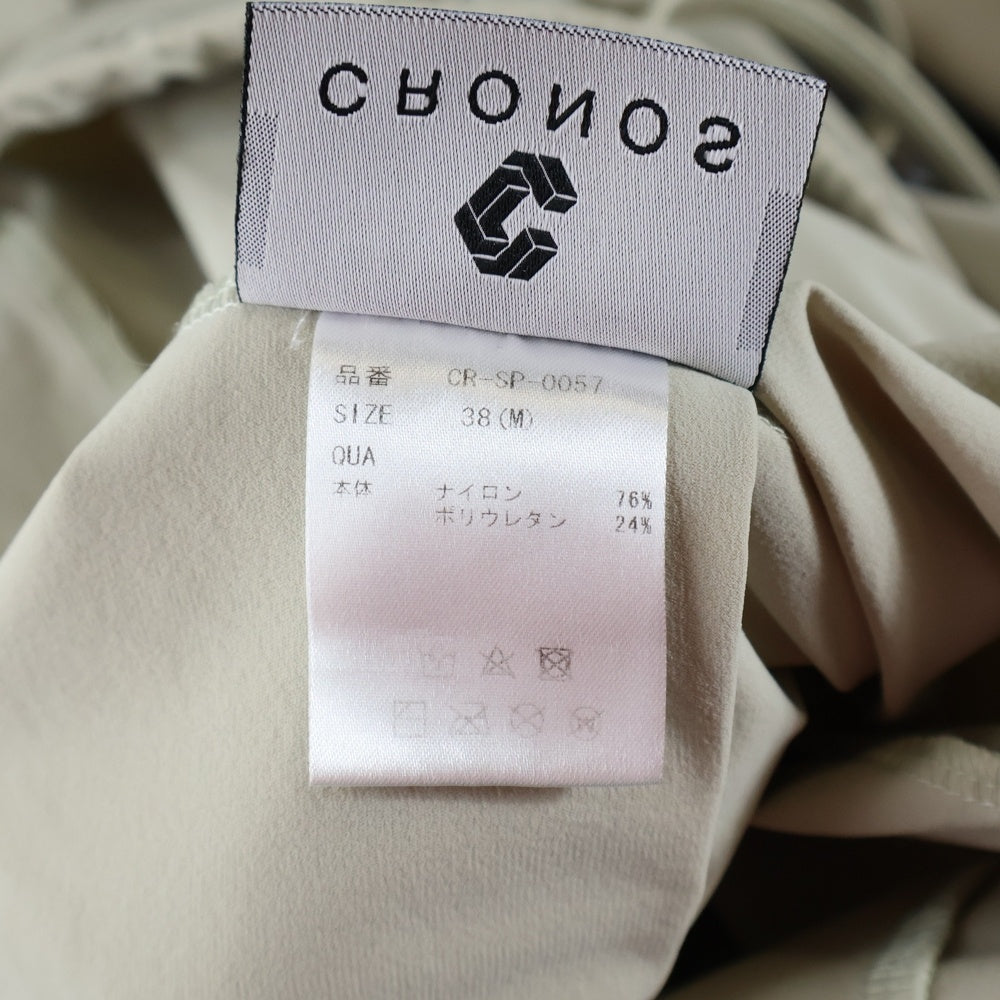 CRONOS
品番 CR-SP-0057
SIZE 38(M)
QUA
本体 ナイロン 76%
ポリウレタン 24%